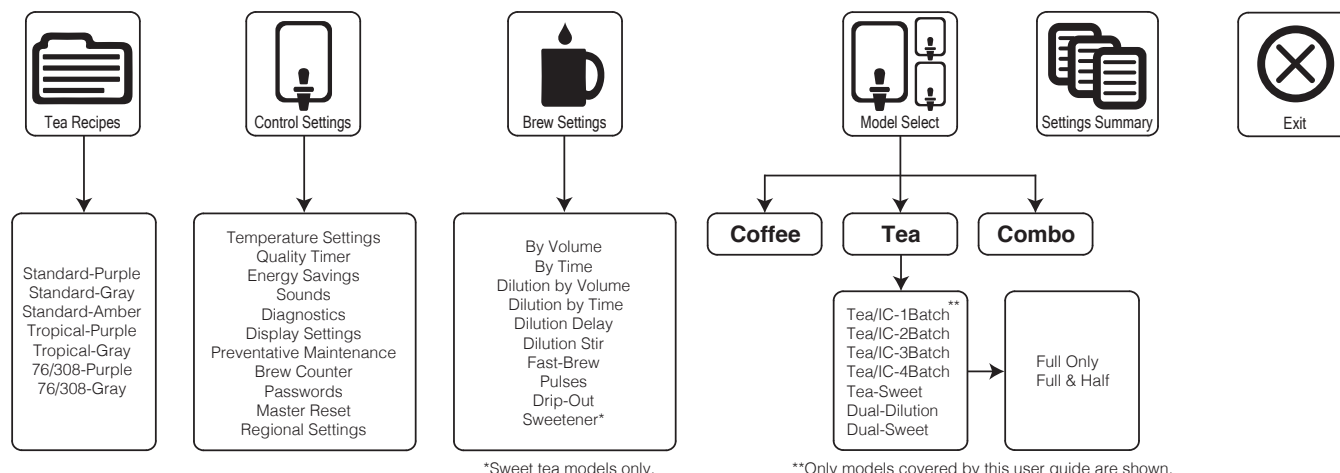 Tea Recipes
Control Settings
Brew Settings
Model Select
Settings Summary
Exit
Standard-Purple
Standard-Gray
Standard-Amber
Tropical-Purple
Tropical-Gray
76/308-Purple
76/308-Gray
Temperature Settings
Quality Timer
Energy Savings
Sounds
Diagnostics
Display Settings
Preventative Maintenance
Brew Counter
Passwords
Master Reset
Regional Settings
By Volume
By Time
Dilution by Volume
Dilution by Time
Dilution Delay
Dilution Stir
Fast-Brew
Pulses
Drip-Out
Sweetener*
*Sweet tea models only.
Coffee
Tea
Combo
Tea/IC-1Batch**
Tea/IC-2Batch
Tea/IC-3Batch
Tea/IC-4Batch
Tea-Sweet
Dual-Dilution
Dual-Sweet
Full Only
Full & Half
**Only models covered by this user guide are shown.